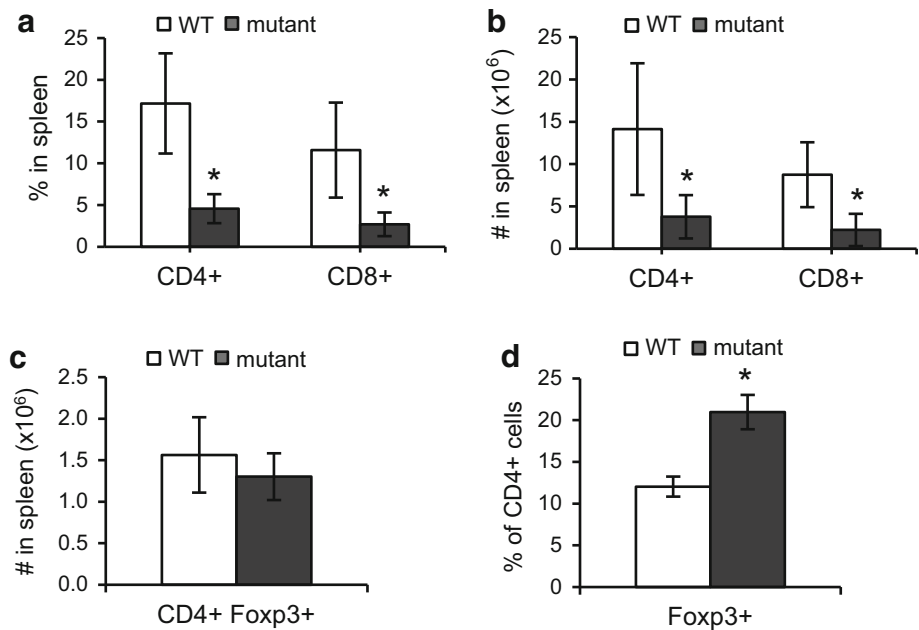 a
WT mutant
% in spleen
25
20
15
10
5
0
* *
CD4+ CD8+
b
WT mutant
# in spleen (x10⁶)
25
20
15
10
5
0
* *
CD4+ CD8+
c
WT mutant
# in spleen (x10⁶)
2.5
2.0
1.5
1.0
0.5
0.0
CD4+ Foxp3+
d
WT mutant
% of CD4+ cells
25
20
15
10
5
0
*
Foxp3+